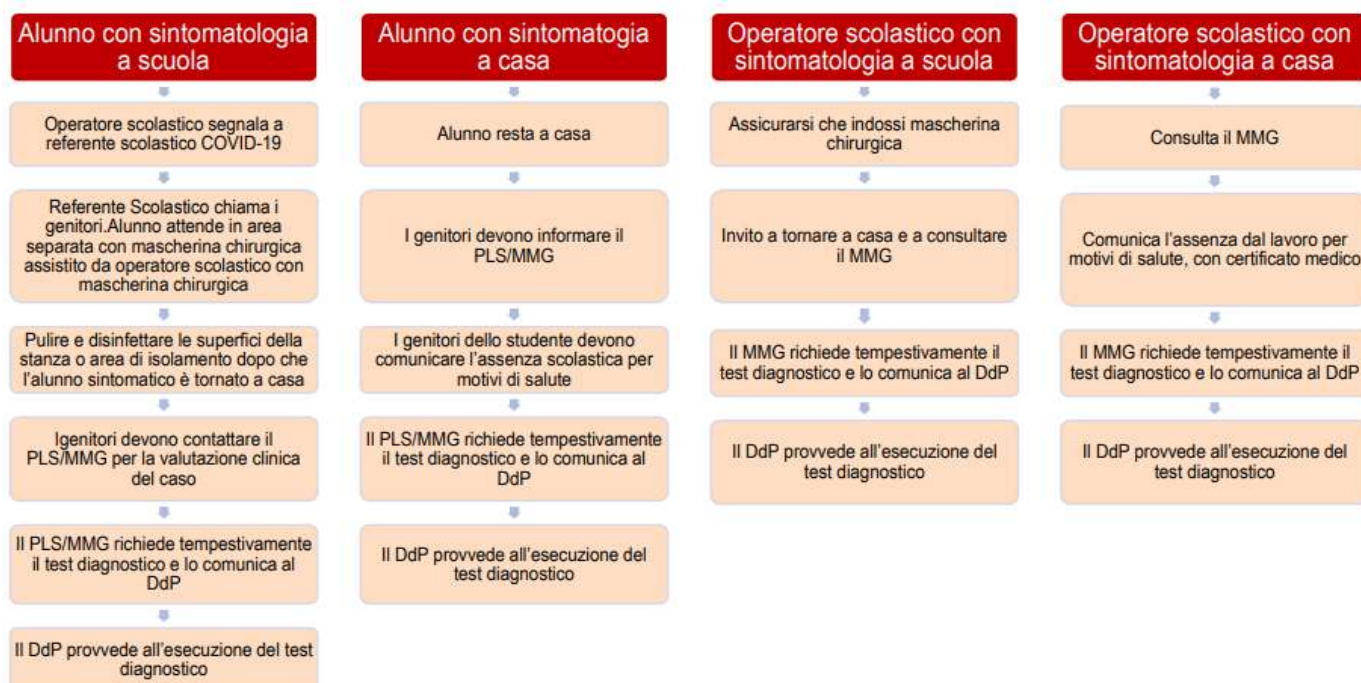 Alunno con sintomatologia
a scuola
Operatore scolastico segnala a
referente scolastico COVID-19
Referente Scolastico chiama i
genitori.Alunno attende in area
separata con mascherina chirurgica
assistito da operatore scolastico con
mascherina chirurgica
Pulire e disinfettare le superfici della
stanza o area di isolamento dopo che
l'alunno sintomatico è tornato a casa
Igenitori devono contattare il
PLS/MMG per la valutazione clinica
del caso
Il PLS/MMG richiede tempestivamente
il test diagnostico e lo comunica al
DdP
Il DdP provvede all'esecuzione del test
diagnostico
Alunno con sintomatogia
a casa
Alunno resta a casa
I genitori devono informare il
PLS/MMG
I genitori dello studente devono
comunicare l'assenza scolastica per
motivi di salute
Il PLS/MMG richiede tempestivamente
il test diagnostico e lo comunica al
DdP
Il DdP provvede all'esecuzione del
test diagnostico
Operatore scolastico con
sintomatologia a scuola
Assicurarsi che indossi mascherina
chirurgica
Invito a tornare a casa e a consultare
il MMG
Il MMG richiede tempestivamente il
test diagnostico e lo comunica al DdP
Il DdP provvede all'esecuzione del
test diagnostico
Operatore scolastico con
sintomatologia a casa
Consulta il MMG
Comunica l'assenza dal lavoro per
motivi di salute, con certificato medico
Il MMG richiede tempestivamente il
test diagnostico e lo comunica al DdP
Il DdP provvede all'esecuzione del
test diagnostico